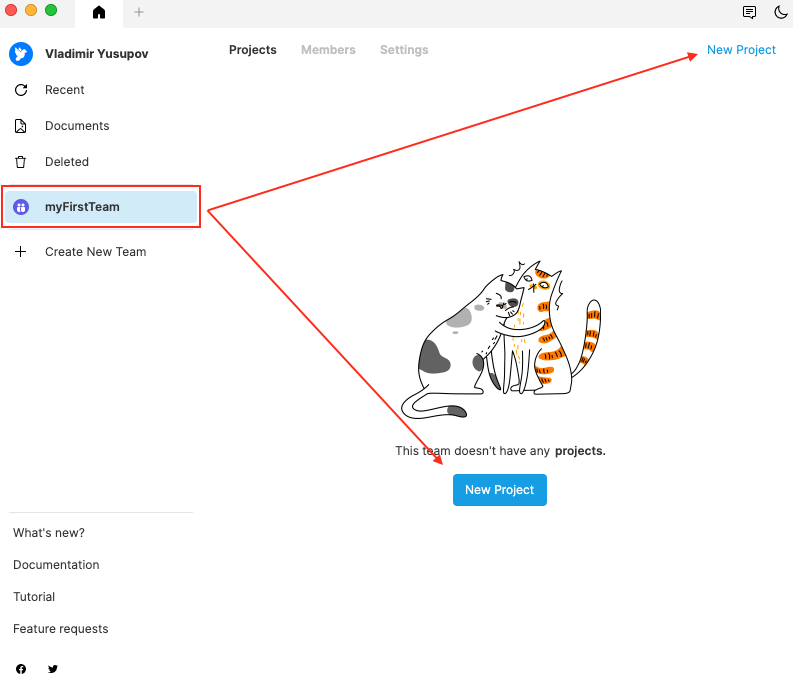 Vladimir Yusupov
Recent
Documents
Deleted
myFirstTeam
Create New Team
What's new?
Documentation
Tutorial
Feature requests
Projects Members Settings
New Project
This team doesn't have any projects.
New Project